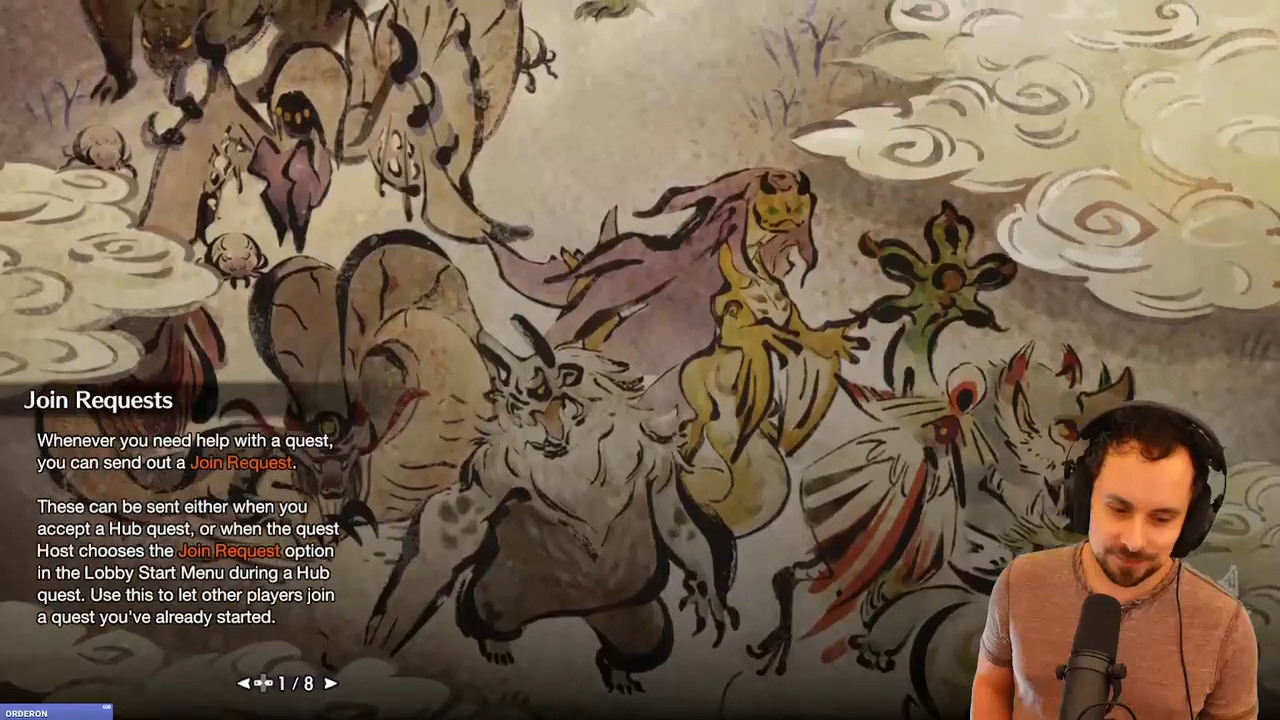 Join Requests
Whenever you need help with a quest,
you can send out a Join Request.
These can be sent either when you
accept a Hub quest, or when the quest
Host chooses the Join Request option
in the Lobby Start Menu during a Hub
quest. Use this to let other players join
a quest you've already started.
1 / 8
ORDERON